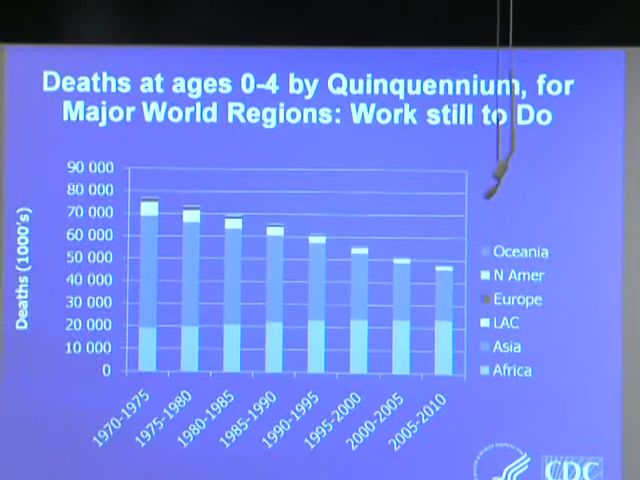 Deaths at ages 0-4 by Quinquennium, for
Major World Regions: Work still to Do
Deaths (1000's)
90 000
80 000
70 000
60 000
50 000
40 000
30 000
20 000
10 000
0
1970-1975
1975-1980
1980-1985
1985-1990
1990-1995
1995-2000
2000-2005
2005-2010
Oceania
N Amer
Europe
LAC
Asia
Africa
CDC